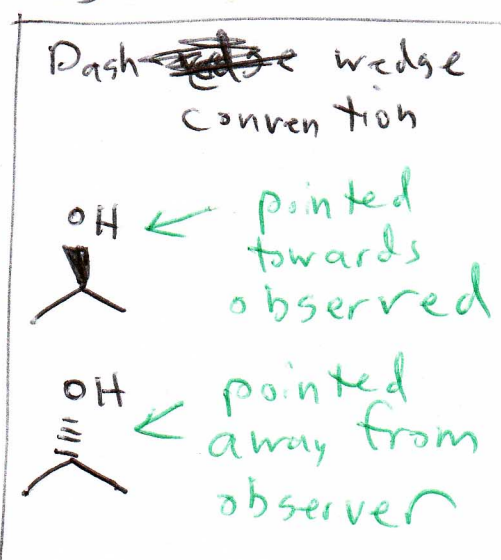 Dash wedge
convention
OH
pointed
towards
observed
OH
pointed
away from
observer